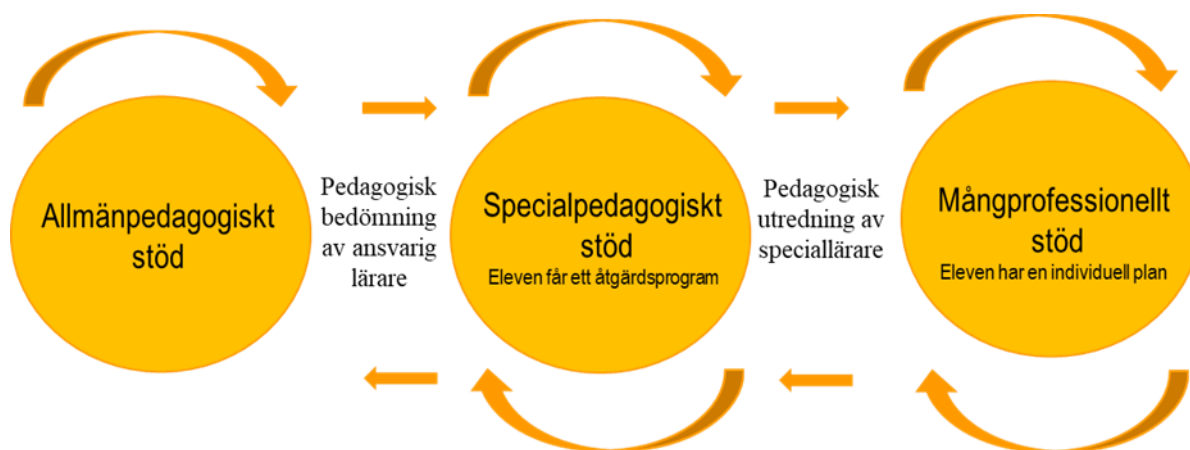 Allmänpedagogiskt
stöd
Pedagogisk
bedömning
av ansvarig
lärare
Specialpedagogiskt
stöd
Eleven får ett åtgärdsprogram
Pedagogisk
utredning av
speciallärare
Mångprofessionellt
stöd
Eleven har en individuell plan